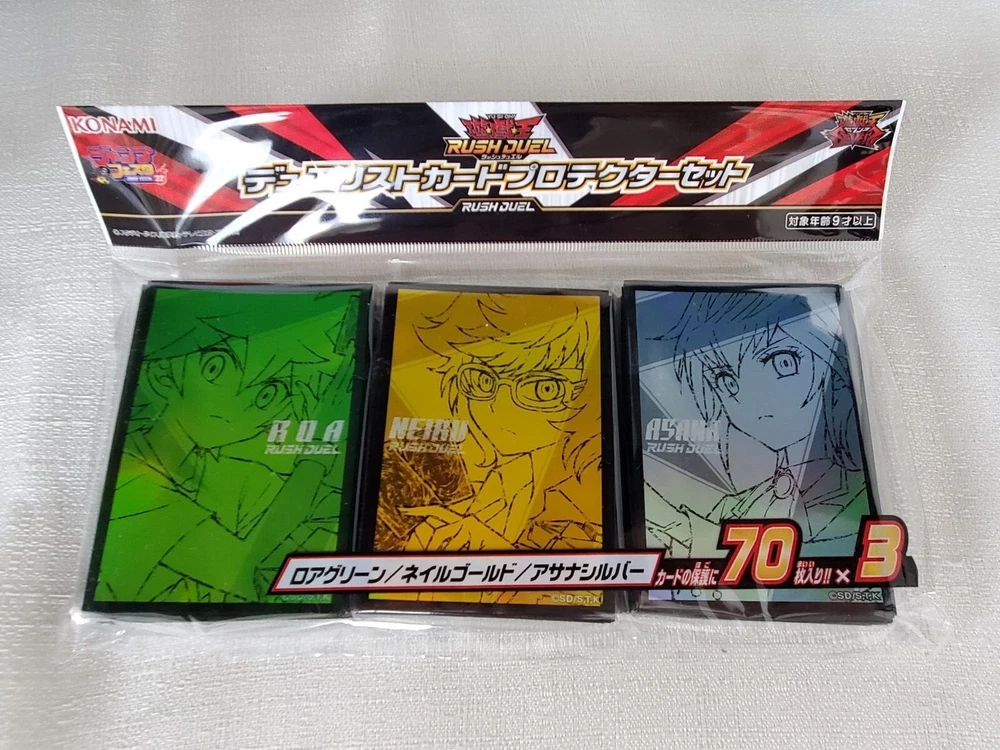 KONAMI
遊☆戯☆王
RUSH DUEL
ラッシュデュエル
デュエリストカードプロテクターセット
RUSH DUEL
対象年齢9才以上
ROA
RUSH DUEL
NEIRU
RUSH DUEL
ASANA
RUSH DUEL
ロアグリーン/ネイルゴールド/アサナシルバー
カードの保護に70枚入り!!×3
©SD/S.T.K.
©SD/S.T.K.